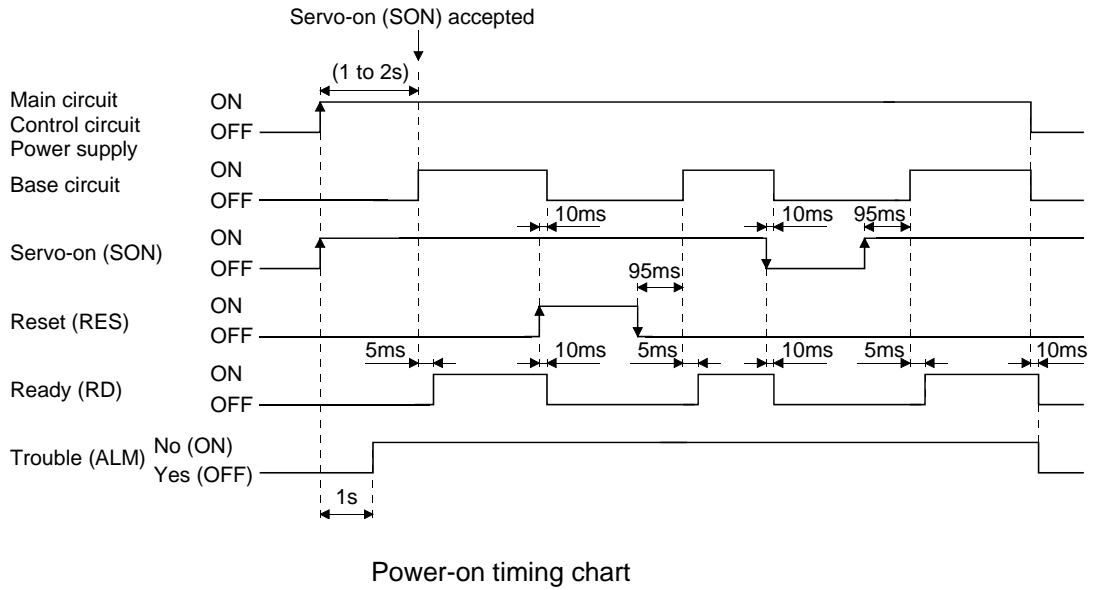 Servo-on (SON) accepted
(1 to 2s)
Main circuit
Control circuit
Power supply
ON
OFF
Base circuit
ON
OFF
10ms
10ms
95ms
Servo-on (SON)
ON
OFF
95ms
Reset (RES)
ON
OFF
5ms
10ms
5ms
10ms
5ms
10ms
Ready (RD)
ON
OFF
Trouble (ALM)
No (ON)
Yes (OFF)
1s
Power-on timing chart